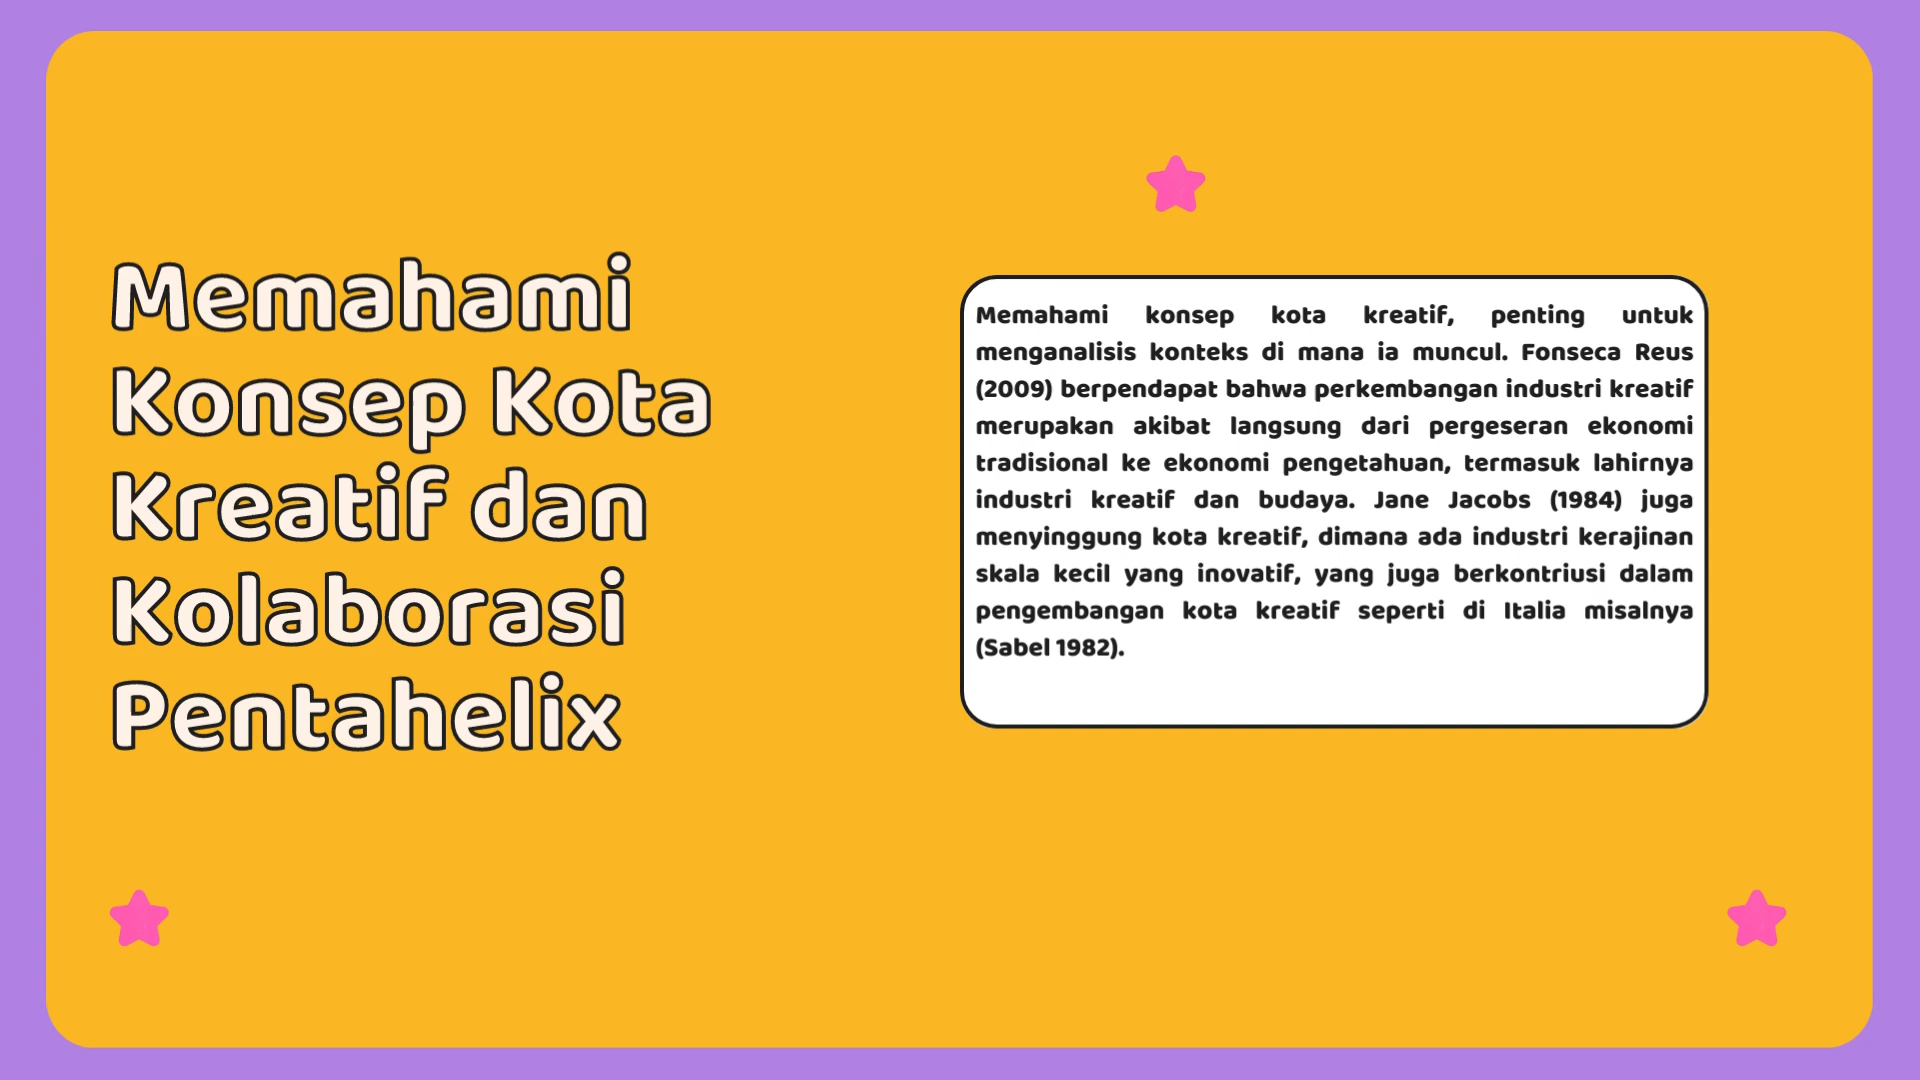 Memahami
Konsep Kota
Kreatif dan
Kolaborasi
Pentahelix
Memahami konsep kota kreatif, penting untuk
menganalisis konteks di mana ia muncul. Fonseca Reus
(2009) berpendapat bahwa perkembangan industri kreatif
merupakan akibat langsung dari pergeseran ekonomi
tradisional ke ekonomi pengetahuan, termasuk lahirnya
industri kreatif dan budaya. Jane Jacobs (1984) juga
menyinggung kota kreatif, dimana ada industri kerajinan
skala kecil yang inovatif, yang juga berkontriusi dalam
pengembangan kota kreatif seperti di Italia misalnya
(Sabel 1982).